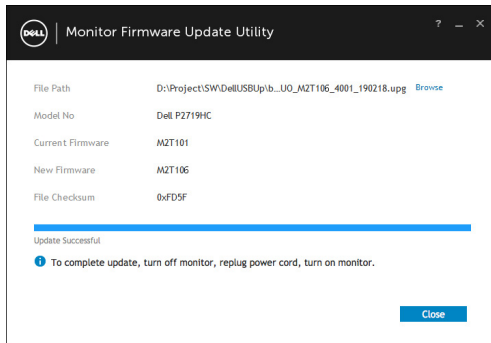 DELL Monitor Firmware Update Utility ? _ ×
File Path D:\Project\SW\DellUSBUp\b...UO_M2T106_4001_190218.upg Browse
Model No Dell P2719HC
Current Firmware M2T101
New Firmware M2T106
File Checksum 0xFD5F
Update Successful
i To complete update, turn off monitor, replug power cord, turn on monitor.
Close